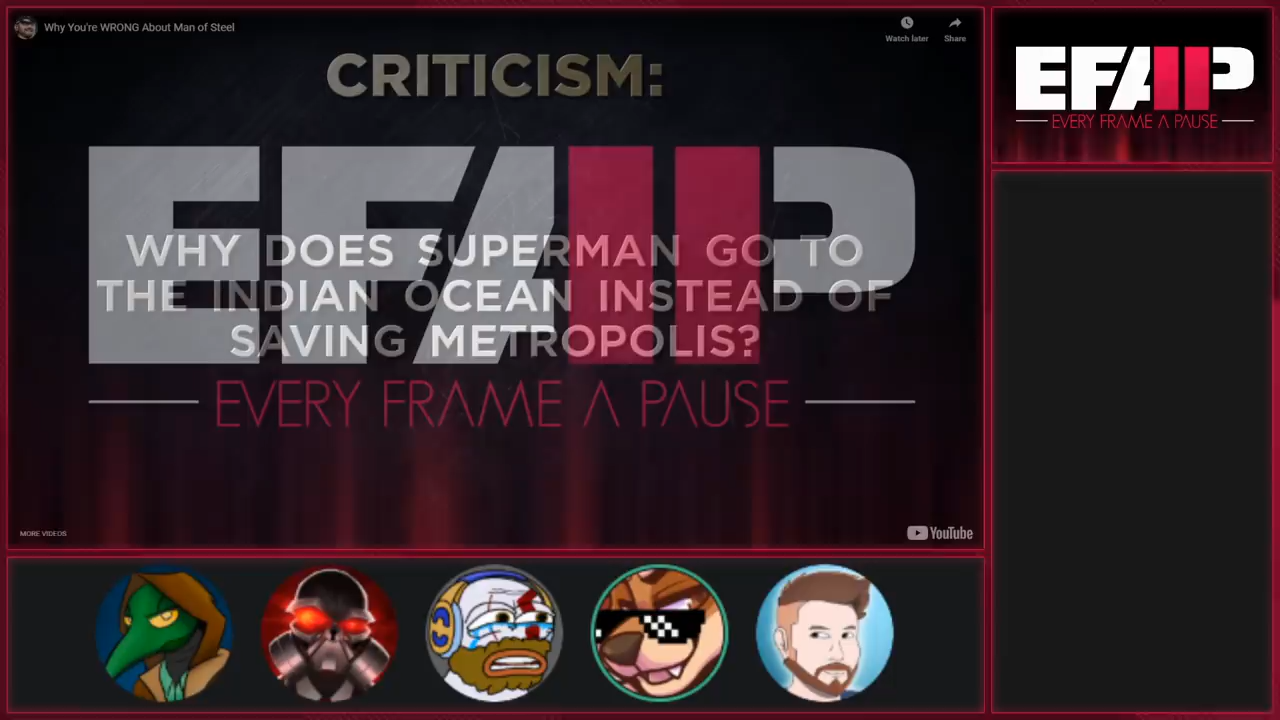 Why You're WRONG About Man of Steel
Watch later
Share
CRITICISM:
EFAP
WHY DOES SUPERMAN GO TO
THE INDIAN OCEAN INSTEAD OF
SAVING METROPOLIS?
EVERY FRAME A PAUSE
MORE VIDEOS
YouTube
EFAP
EVERY FRAME A PAUSE